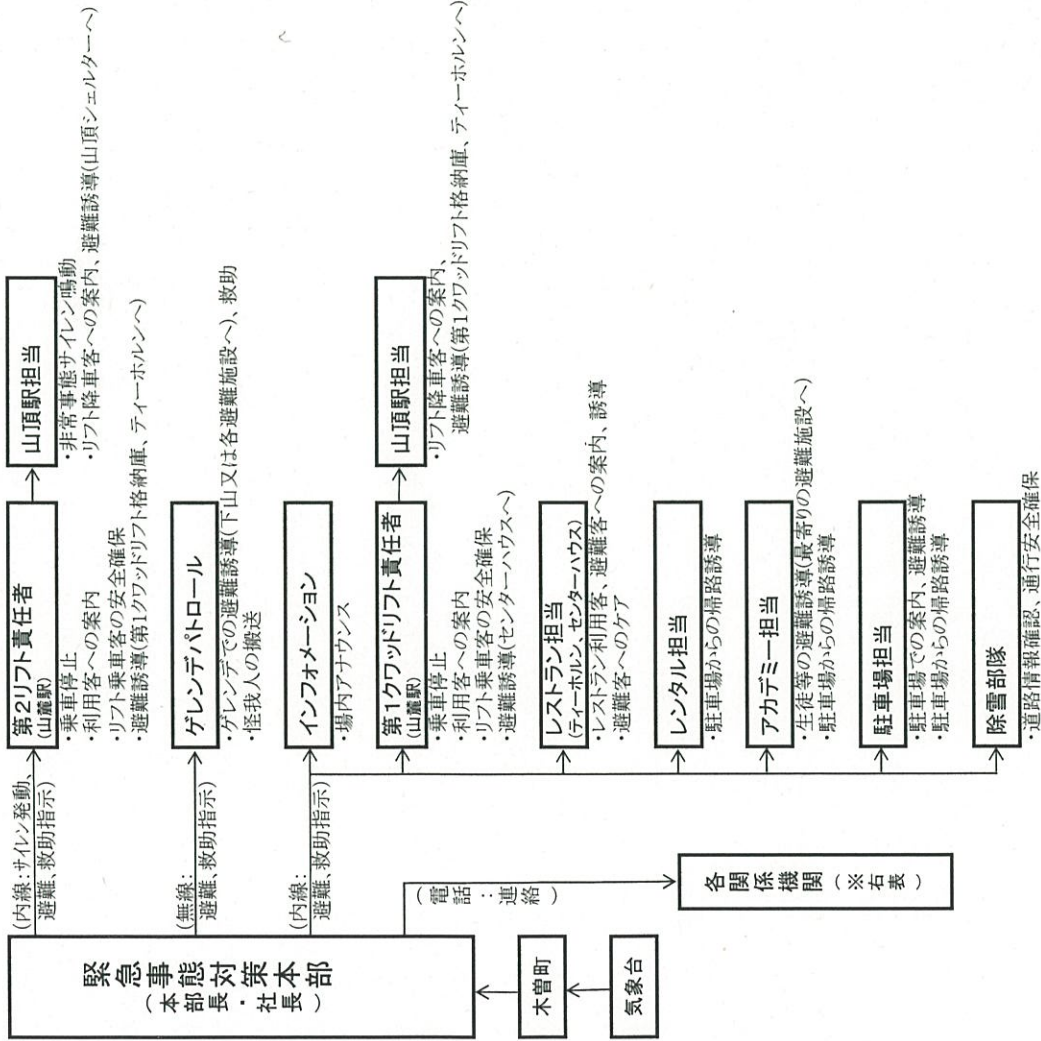 緊急事態対策本部
（本部長・社長）
木曽町
気象台
(内線:サイレン発動、
避難、救助指示)
(無線:
避難、救助指示)
(内線:
避難、救助指示)
（電話：連絡）
各関係機関
（※右表）
第2リフト責任者
(山麓駅)
・乗車停止
・利用客への案内
・リフト乗車客の安全確保
・避難誘導(第1クワッドリフト格納庫、ティーホルンへ)
山頂駅担当
・非常事態サイレン鳴動
・リフト降車客への案内、避難誘導(山頂シェルターへ)
ゲレンデパトロール
・ゲレンデでの避難誘導(下山又は各避難施設へ)、救助
・怪我人の搬送
インフォメーション
・場内アナウンス
第1クワッドリフト責任者
(山麓駅)
・乗車停止
・利用客への案内
・リフト乗車客の安全確保
・避難誘導(センターハウスへ)
山頂駅担当
・リフト降車客への案内、
避難誘導(第1クワッドリフト格納庫、ティーホルンへ)
レストラン担当
(ティーホルン、センターハウス)
・レストラン利用客、避難客への案内、誘導
・避難客へのケア
レンタル担当
・駐車場からの帰路誘導
アカデミー担当
・生徒等の避難誘導(最寄りの避難施設へ)
・駐車場からの帰路誘導
駐車場担当
・駐車場での案内、避難誘導
・駐車場からの帰路誘導
除雪部隊
・道路情報確認、通行安全確保